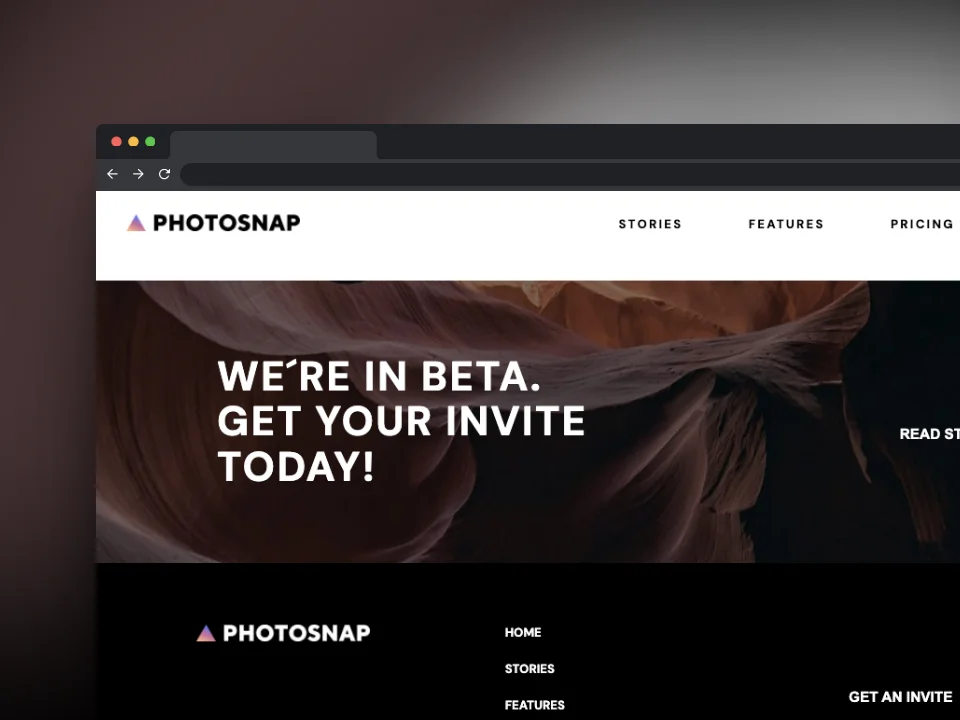 PHOTOSNAP
STORIES
FEATURES
PRICING
WE´RE IN BETA.
GET YOUR INVITE
TODAY!
READ ST
PHOTOSNAP
HOME
STORIES
FEATURES
GET AN INVITE